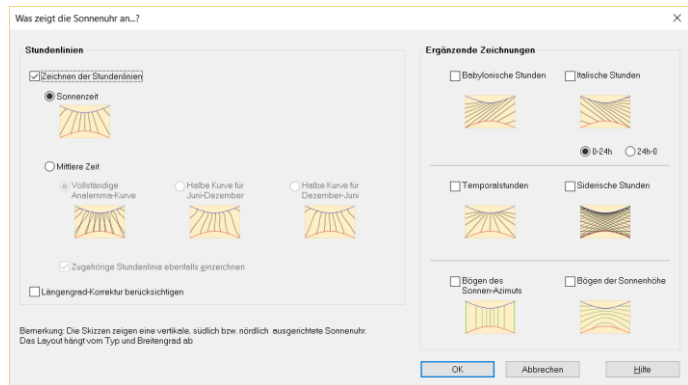 Was zeigt die Sonnenuhr an...?
Stundenlinien
Zeichnen der Stundenlinien
Sonnenzeit
Mittlere Zeit
Vollständige
Analemma-Kurve
Halbe Kurve für
Juni-Dezember
Halbe Kurve für
Dezember-Juni
Zugehörige Stundenlinie ebenfalls einzeichnen
Längengrad-Korrektur berücksichtigen
Bemerkung: Die Skizzen zeigen eine vertikale, südlich bzw. nördlich ausgerichtete Sonnenuhr.
Das Layout hängt vom Typ und Breitengrad ab
Ergänzende Zeichnungen
Babylonische Stunden
Italische Stunden
0-24h
24h-0
Temporalstunden
Siderische Stunden
Bögen des
Sonnen-Azimuts
Bögen der Sonnenhöhe
OK
Abbrechen
Hilfe